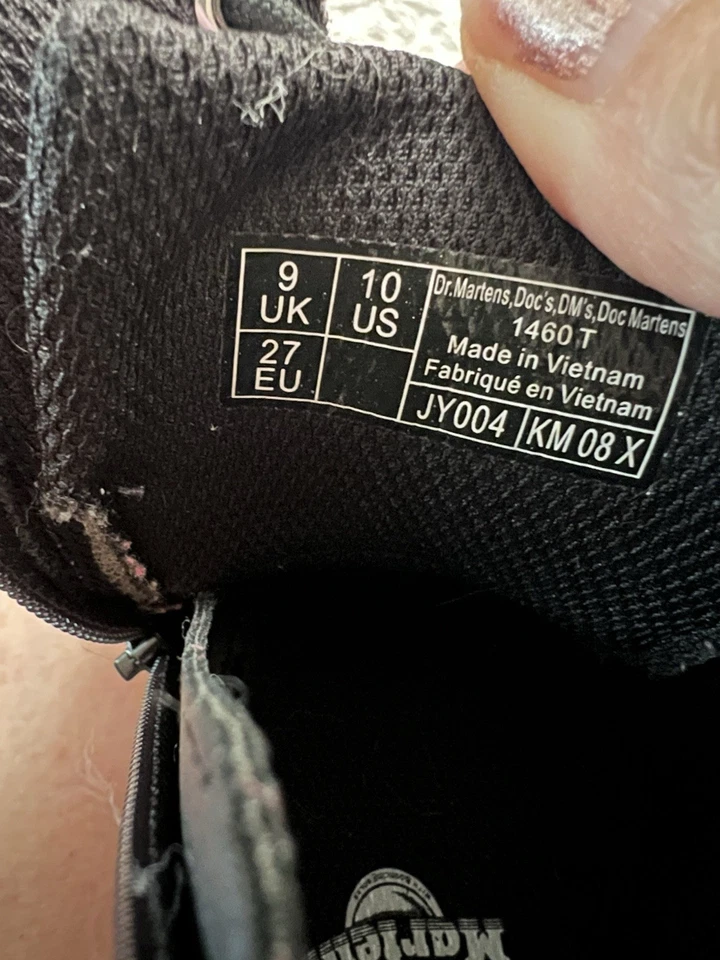 9
UK
10
US
27
EU
Dr.Martens,Doc's,DM's,Doc Martens
1460 T
Made in Vietnam
Fabriqué en Vietnam
JY004
KM 08 X